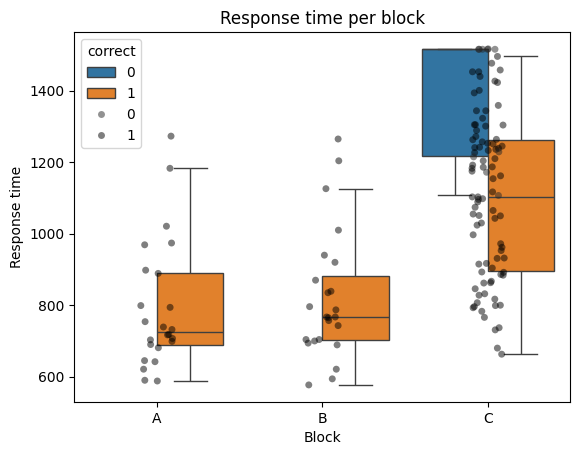 Response time per block
correct
0
1
0
1
1400
1200
1000
800
600
Response time
A
B
C
Block